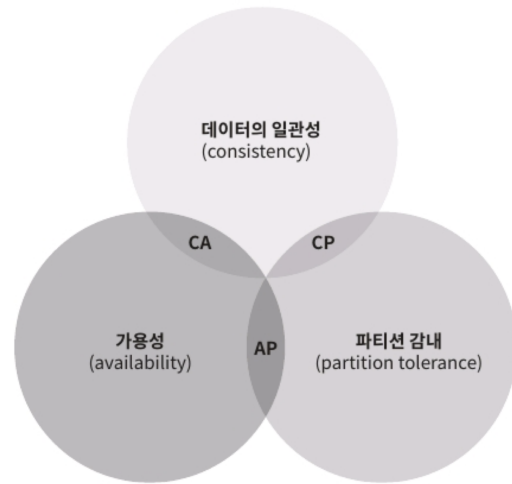 데이터의 일관성
(consistency)
CA
CP
가용성
(availability)
AP
파티션 감내
(partition tolerance)